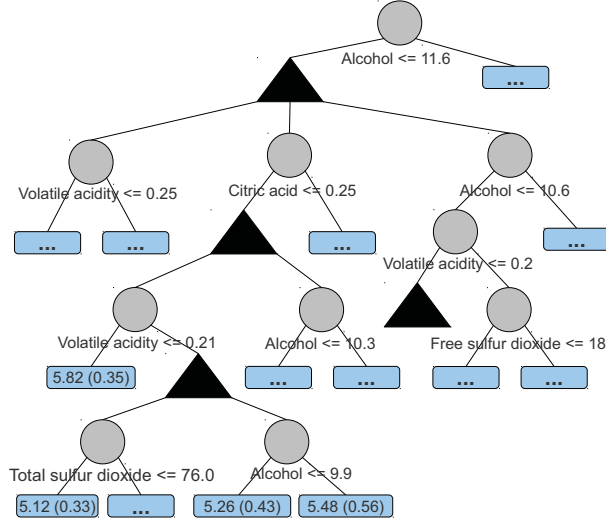 Alcohol <= 11.6
...
Volatile acidity <= 0.25
Citric acid <= 0.25
Alcohol <= 10.6
...
...
...
...
Volatile acidity <= 0.2
Volatile acidity <= 0.21
Alcohol <= 10.3
Free sulfur dioxide <= 18
5.82 (0.35)
...
...
...
...
Total sulfur dioxide <= 76.0
Alcohol <= 9.9
5.12 (0.33)
...
5.26 (0.43)
5.48 (0.56)